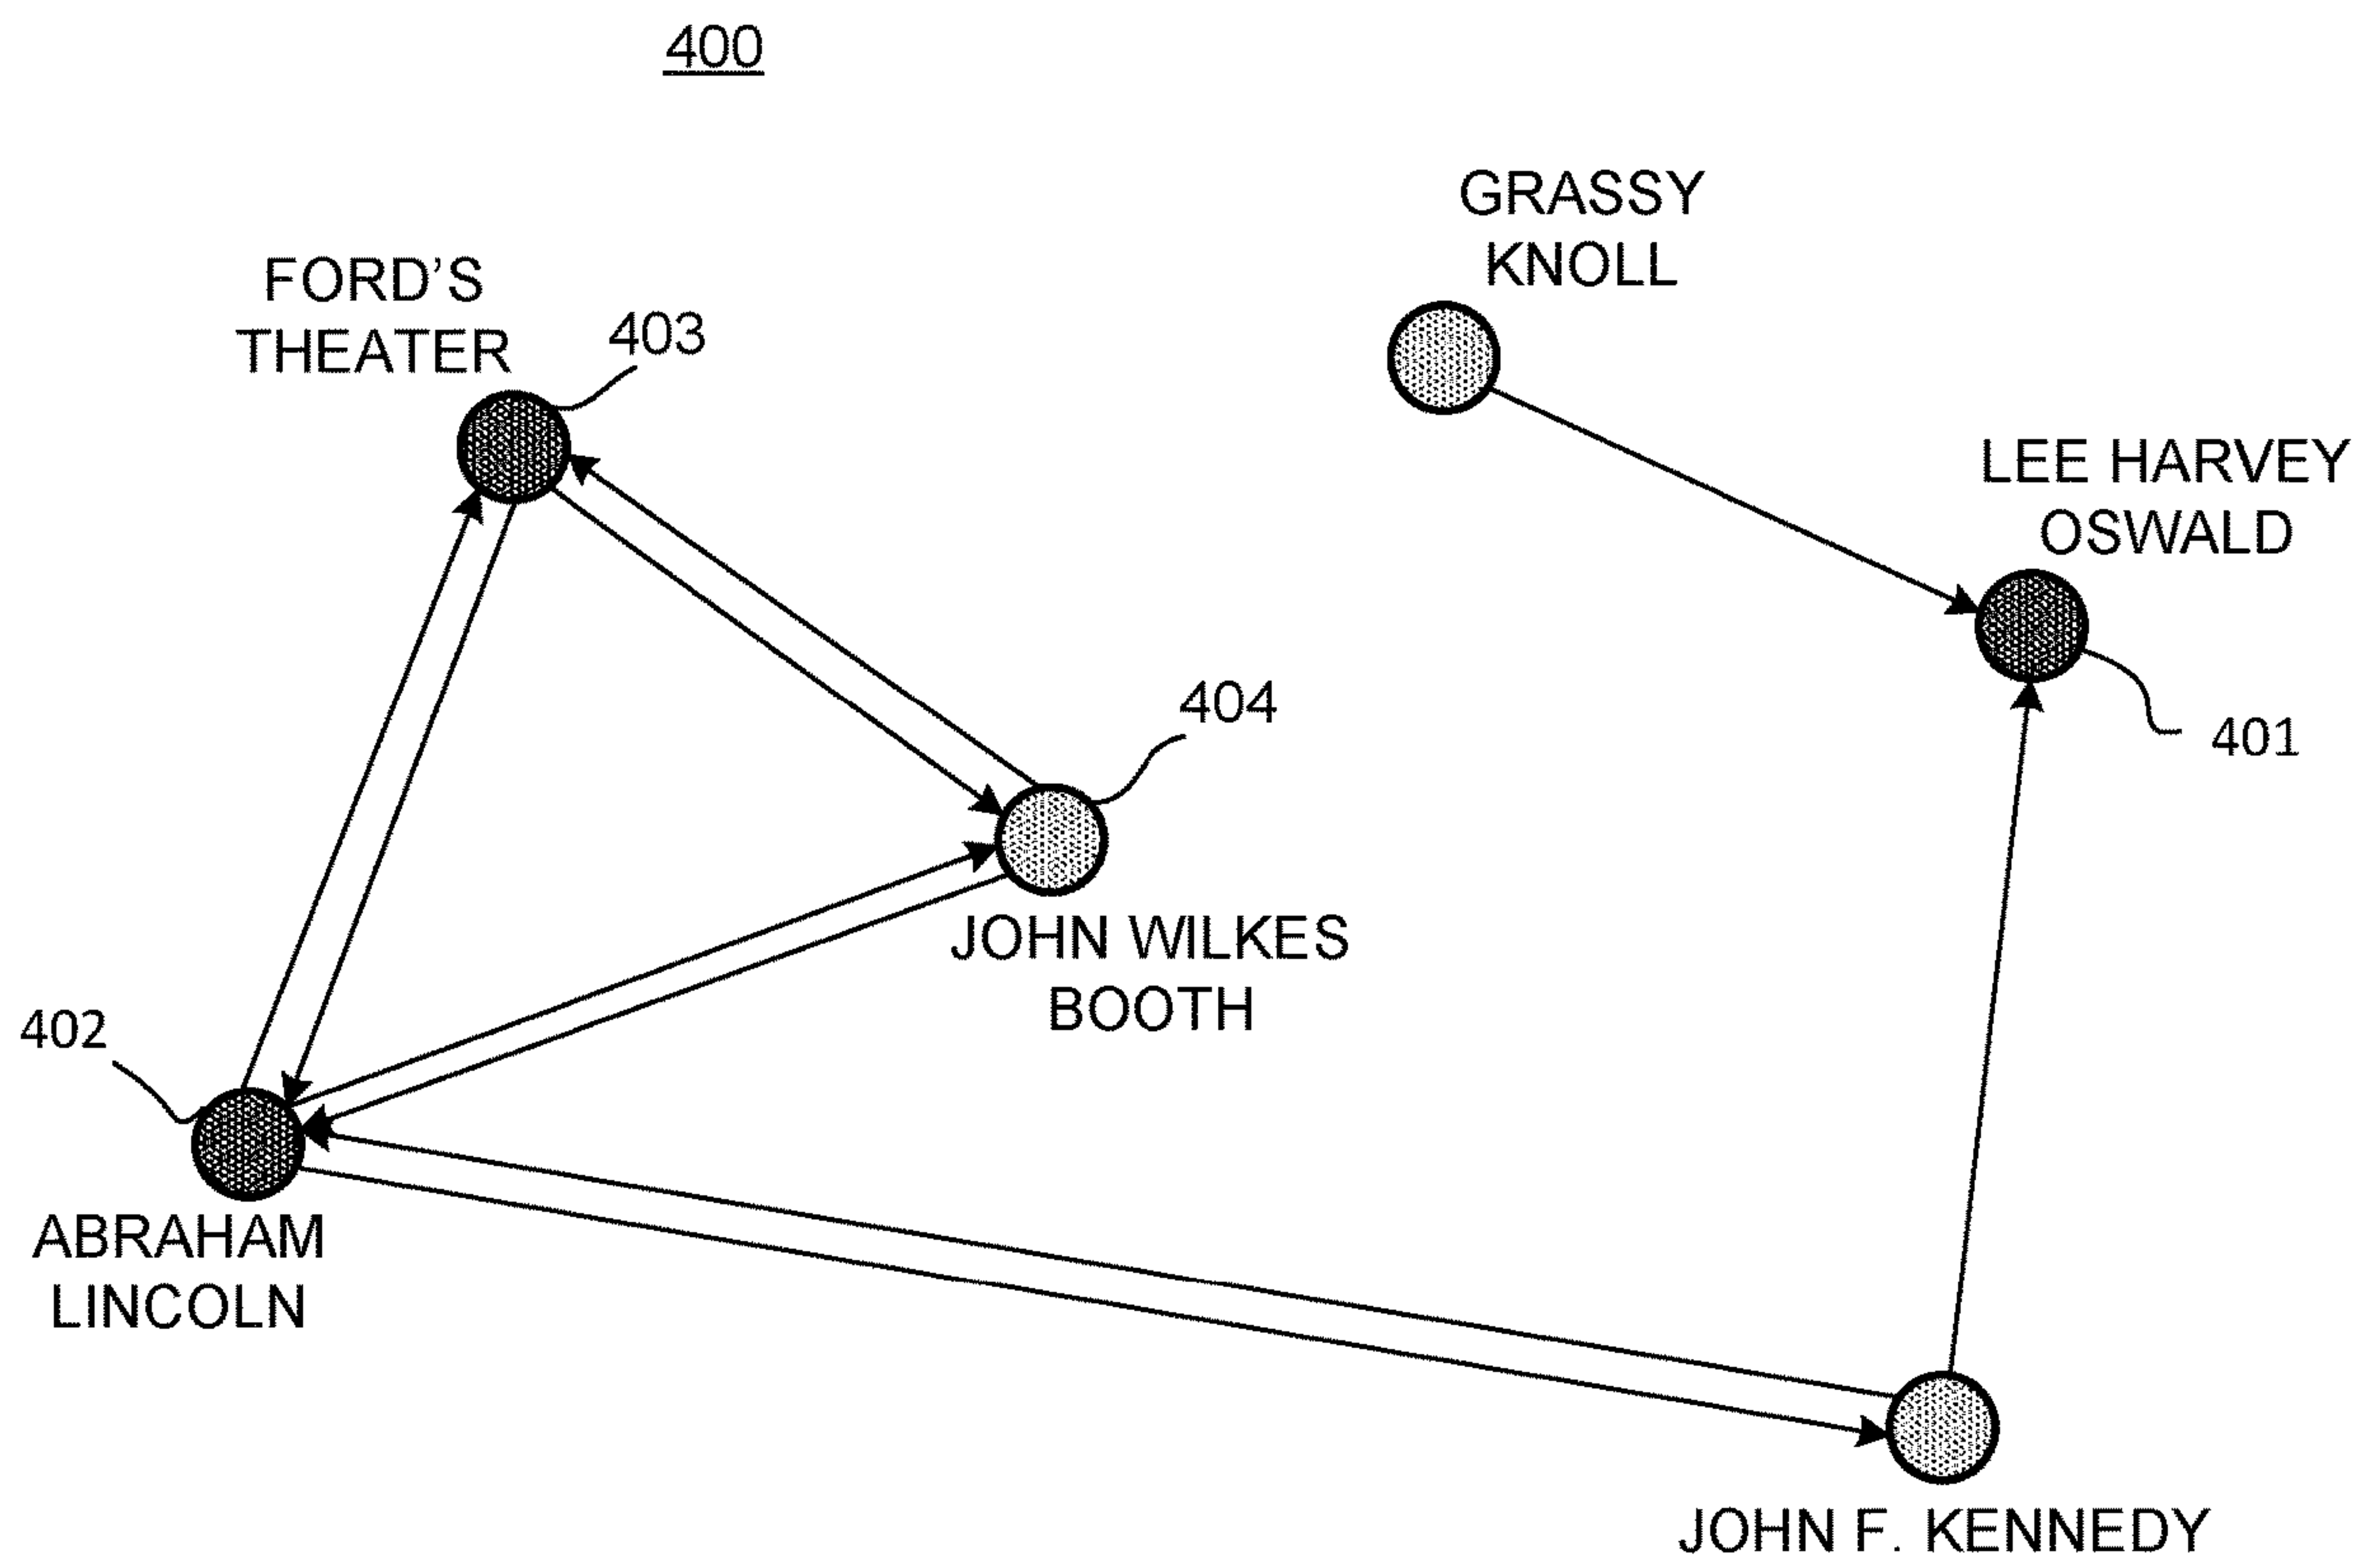 400
GRASSY
KNOLL
FORD'S
THEATER
403
LEE HARVEY
OSWALD
404
401
JOHN WILKES
BOOTH
402
ABRAHAM
LINCOLN
JOHN F. KENNEDY